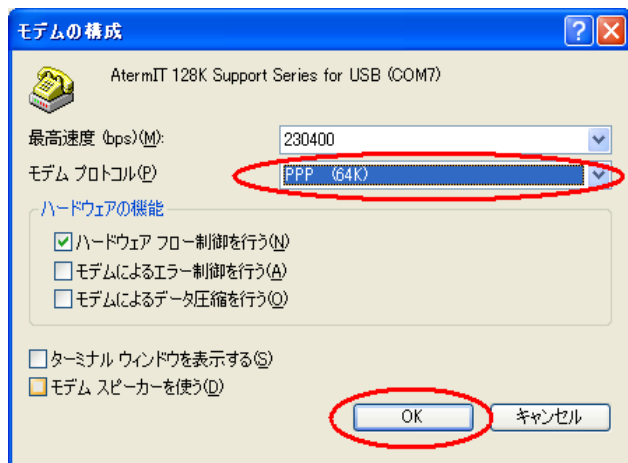 モデムの構成
AtermIT 128K Support Series for USB (COM7)
最高速度 (bps)(M):
230400
モデム プロトコル(P)
PPP (64K)
ハードウェアの機能
ハードウェア フロー制御を行う(N)
モデムによるエラー制御を行う(A)
モデムによるデータ圧縮を行う(O)
ターミナル ウィンドウを表示する(S)
モデム スピーカーを使う(D)
OK
キャンセル